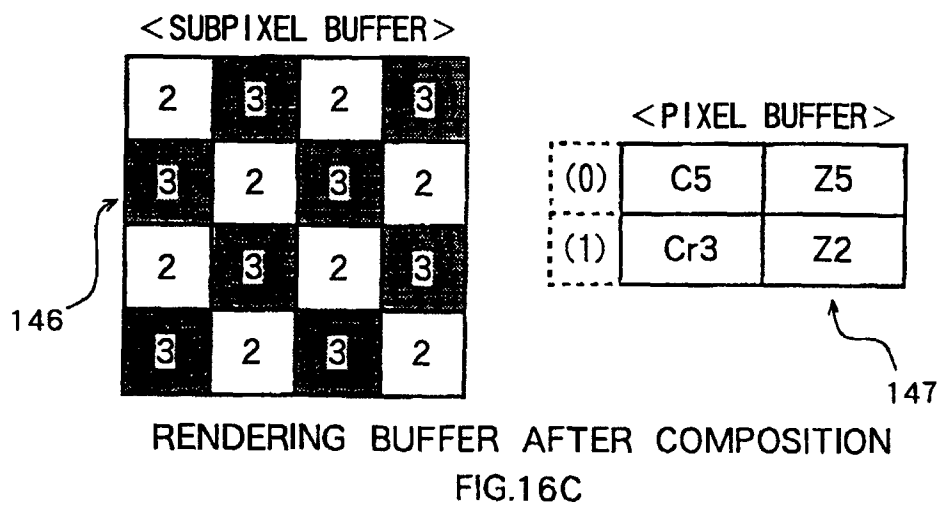 <SUBPIXEL BUFFER>
2 3 2 3
3 2 3 2
2 3 2 3
3 2 3 2
146
<PIXEL BUFFER>
(0) C5 Z5
(1) Cr3 Z2
147
RENDERING BUFFER AFTER COMPOSITION
FIG.16C